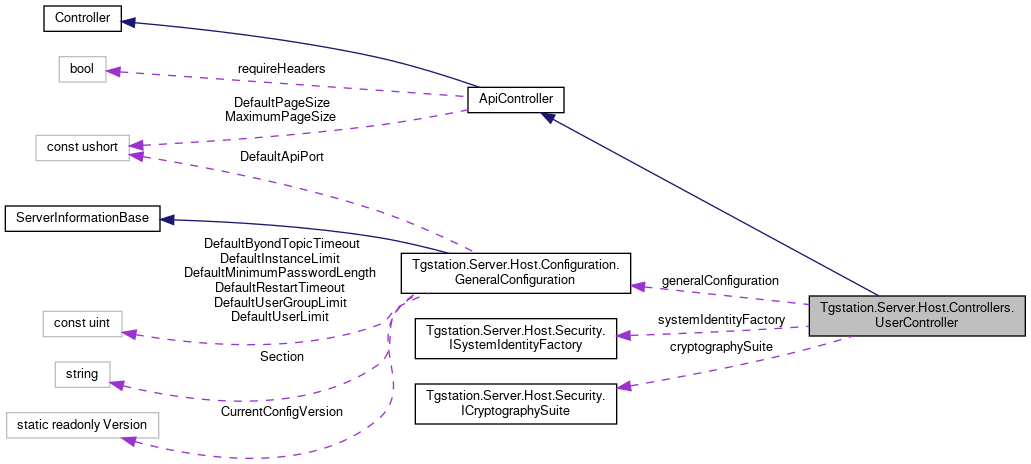 Controller
bool
requireHeaders
ApiController
DefaultPageSize
MaximumPageSize
const ushort
DefaultApiPort
ServerInformationBase
DefaultByondTopicTimeout
DefaultInstanceLimit
DefaultMinimumPasswordLength
DefaultRestartTimeout
DefaultUserGroupLimit
DefaultUserLimit
Tgstation.Server.Host.Configuration.
GeneralConfiguration
generalConfiguration
Tgstation.Server.Host.Controllers.
UserController
const uint
Tgstation.Server.Host.Security.
ISystemIdentityFactory
systemIdentityFactory
cryptographySuite
Section
string
Tgstation.Server.Host.Security.
ICryptographySuite
CurrentConfigVersion
static readonly Version